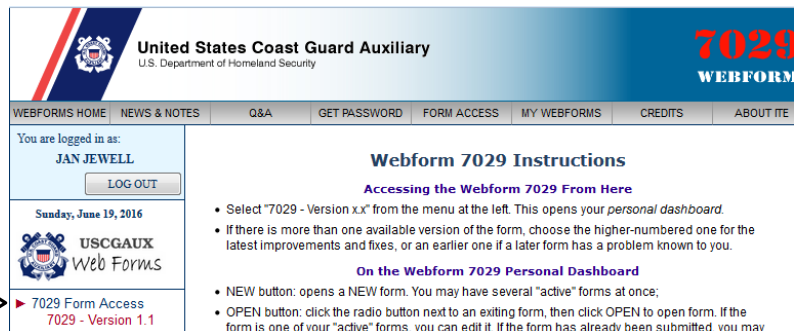 United States Coast Guard Auxiliary
U.S. Department of Homeland Security
7029
WEBFORM
WEBFORMS HOME NEWS & NOTES Q&A GET PASSWORD FORM ACCESS MY WEBFORMS CREDITS ABOUT ITE
You are logged in as:
JAN JEWELL
LOG OUT
Sunday, June 19, 2016
USCGAUX
Web Forms
► 7029 Form Access
7029 - Version 1.1
Webform 7029 Instructions
Accessing the Webform 7029 From Here
• Select "7029 - Version x.x" from the menu at the left. This opens your personal dashboard.
• If there is more than one available version of the form, choose the higher-numbered one for the
latest improvements and fixes, or an earlier one if a later form has a problem known to you.
On the Webform 7029 Personal Dashboard
• NEW button: opens a NEW form. You may have several "active" forms at once;
• OPEN button: click the radio button next to an exiting form, then click OPEN to open form. If the
form is one of your "active" forms, you can edit it. If the form has already been submitted, you may